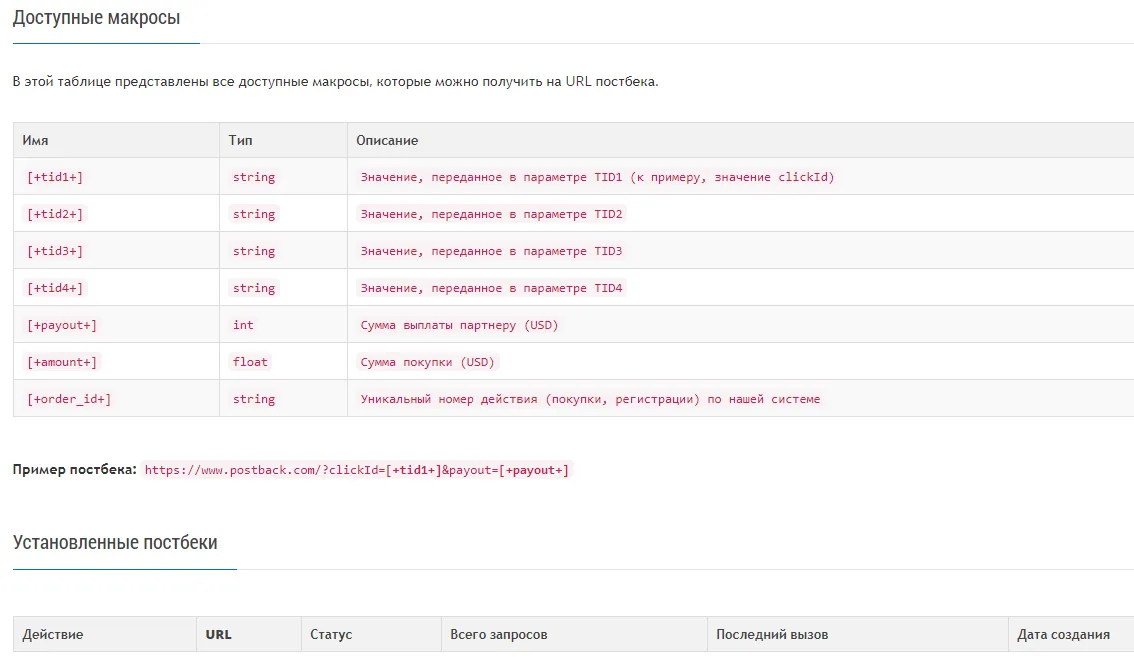 Доступные макросы
В этой таблице представлены все доступные макросы, которые можно получить на URL постбека.
Имя Тип Описание
[+tid1+] string Значение, переданное в параметре TID1 (к примеру, значение clickId)
[+tid2+] string Значение, переданное в параметре TID2
[+tid3+] string Значение, переданное в параметре TID3
[+tid4+] string Значение, переданное в параметре TID4
[+payout+] int Сумма выплаты партнеру (USD)
[+amount+] float Сумма покупки (USD)
[+order_id+] string Уникальный номер действия (покупки, регистрации) по нашей системе
Пример постбека: https://www.postback.com/?clickId=[+tid1+]&payout=[+payout+]
Установленные постбеки
Действие URL Статус Всего запросов Последний вызов Дата создания